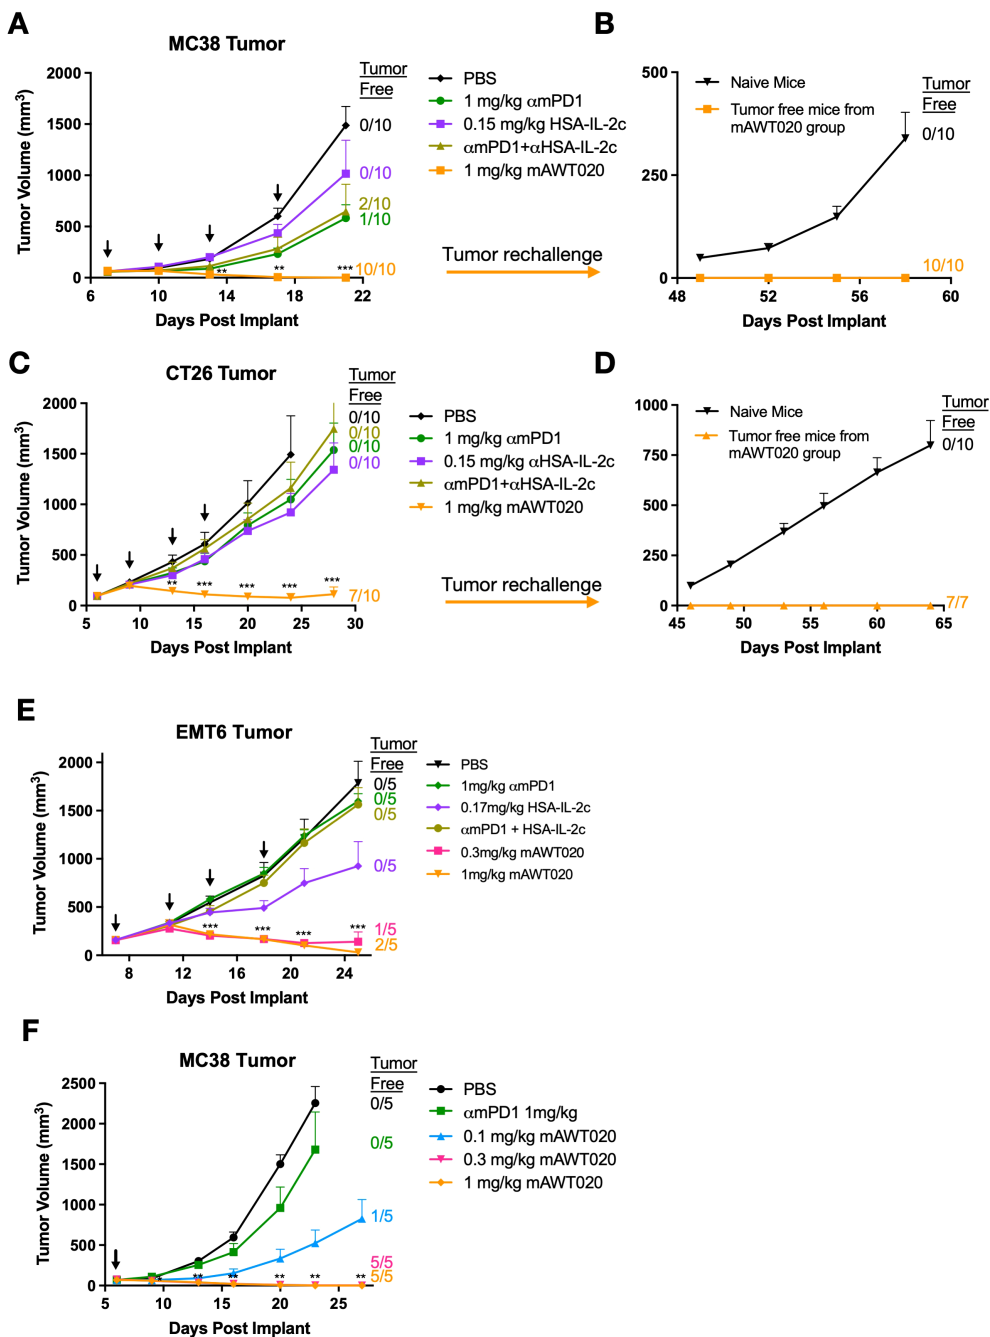 A
MC38 Tumor
Tumor
Free
Tumor Volume (mm3)
2000
1500
1000
500
0
0/10
0/10
2/10
1/10
10/10
**
**
***
6
10
14
18
22
Days Post Implant
PBS
1 mg/kg αmPD1
0.15 mg/kg HSA-IL-2c
αmPD1+αHSA-IL-2c
1 mg/kg mAWT020
Tumor rechallenge
B
500
250
0
Naive Mice
Tumor free mice from
mAWT020 group
Tumor
Free
0/10
10/10
48
52
56
60
Days Post Implant
C
CT26 Tumor
Tumor
Free
Tumor Volume (mm3)
2000
1500
1000
500
0
0/10
0/10
0/10
0/10
7/10
**
***
***
***
***
5
10
15
20
25
30
Days Post Implant
PBS
1 mg/kg αmPD1
0.15 mg/kg αHSA-IL-2c
αmPD1+αHSA-IL-2c
1 mg/kg mAWT020
Tumor rechallenge
D
1000
750
500
250
0
Naive Mice
Tumor free mice from
mAWT020 group
Tumor
Free
0/10
7/7
45
50
55
60
65
Days Post Implant
E
EMT6 Tumor
Tumor
Free
Tumor Volume (mm3)
2000
1500
1000
500
0
0/5
0/5
0/5
0/5
1/5
2/5
***
***
***
***
8
12
16
20
24
Days Post Implant
PBS
1mg/kg αmPD1
0.17mg/kg HSA-IL-2c
αmPD1 + HSA-IL-2c
0.3mg/kg mAWT020
1mg/kg mAWT020
F
MC38 Tumor
Tumor
Free
Tumor Volume (mm3)
2500
2000
1500
1000
500
0
0/5
0/5
1/5
5/5
5/5
**
**
**
**
**
5
10
15
20
25
Days Post Implant
PBS
αmPD1 1mg/kg
0.1 mg/kg mAWT020
0.3 mg/kg mAWT020
1 mg/kg mAWT020